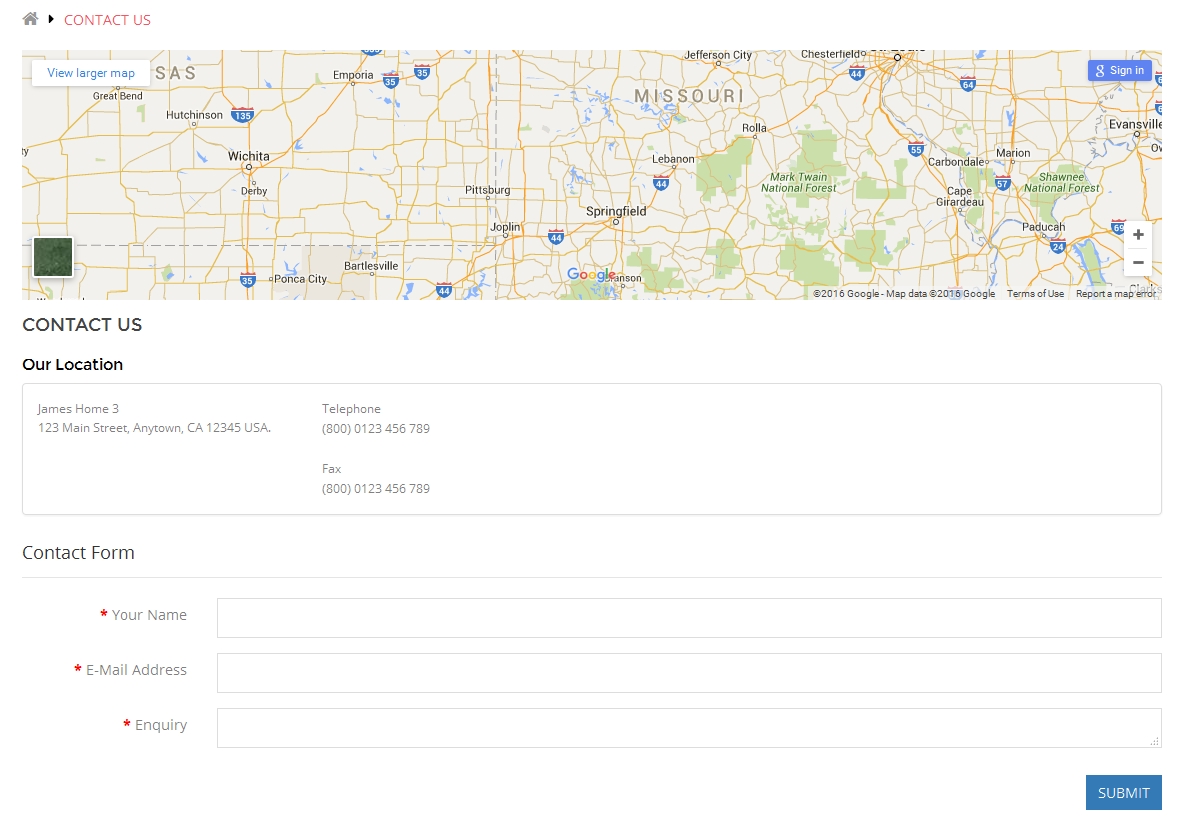 CONTACT US
Jefferson City
Chesterfield
View larger map
SAS
Emporia
35
35
44
Sign in
64
MISSOURI
Great Bend
Hutchinson
135
Rolla
Evansville
55
Wichita
Lebanon
Carbondale
Marion
44
Mark Twain
National Forest
57
Shawnee
National Forest
Derby
Pittsburg
Cape
Girardeau
Springfield
Joplin
44
Paducah
69
24
+
−
Bartlesville
35
Ponca City
44
Google
©2016 Google - Map data ©2016 Google
Terms of Use
Report a map error
CONTACT US
Our Location
James Home 3
123 Main Street, Anytown, CA 12345 USA.
Telephone
(800) 0123 456 789
Fax
(800) 0123 456 789
Contact Form
* Your Name
* E-Mail Address
* Enquiry
SUBMIT